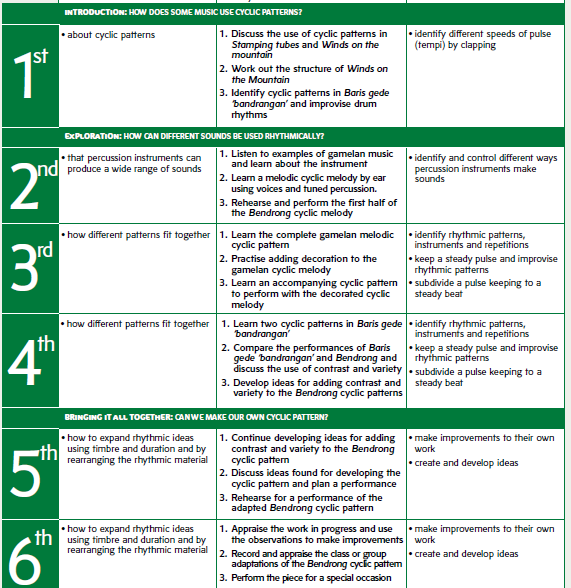 INTRODUCTION: HOW DOES SOME MUSIC USE CYCLIC PATTERNS?
1st
• about cyclic patterns
1. Discuss the use of cyclic patterns in
Stamping tubes and Winds on the
mountain
2. Work out the structure of Winds on
the Mountain
3. Identify cyclic patterns in Baris gede
'bandrangan' and improvise drum
rhythms
• identify different speeds of pulse
(tempi) by clapping
EXPLORATION: HOW CAN DIFFERENT SOUNDS BE USED RHYTHMICALLY?
2nd
• that percussion instruments can
produce a wide range of sounds
1. Listen to examples of gamelan music
and learn about the instrument
2. Learn a melodic cyclic melody by ear
using voices and tuned percussion.
3. Rehearse and perform the first half of
the Bendrong cyclic melody
• identify and control different ways
percussion instruments make
sounds
3rd
• how different patterns fit together
1. Learn the complete gamelan melodic
cyclic pattern
2. Practise adding decoration to the
gamelan cyclic melody
3. Learn an accompanying cyclic pattern
to perform with the decorated cyclic
melody
• identify rhythmic patterns,
instruments and repetitions
• keep a steady pulse and improvise
rhythmic patterns
• subdivide a pulse keeping to a
steady beat
4th
• how different patterns fit together
1. Learn two cyclic patterns in Baris gede
'bandrangan'
2. Compare the performances of Baris
gede 'bandrangan' and Bendrong and
discuss the use of contrast and variety
3. Develop ideas for adding contrast and
variety to the Bendrong cyclic patterns
• identify rhythmic patterns,
instruments and repetitions
• keep a steady pulse and improvise
rhythmic patterns
• subdivide a pulse keeping to a
steady beat
BRINGING IT ALL TOGETHER: CAN WE MAKE OUR OWN CYCLIC PATTERN?
5th
• how to expand rhythmic ideas
using timbre and duration and by
rearranging the rhythmic material
1. Continue developing ideas for adding
contrast and variety to the Bendrong
cyclic pattern
2. Discuss ideas found for developing the
cyclic pattern and plan a performance
3. Rehearse for a performance of the
adapted Bendrong cyclic pattern
• make improvements to their own
work
• create and develop ideas
6th
• how to expand rhythmic ideas
using timbre and duration and by
rearranging the rhythmic material
1. Appraise the work in progress and use
the observations to make improvements
2. Record and appraise the class or group
adaptations of the Bendrong cyclic pattern
3. Perform the piece for a special occasion
• make improvements to their own
work
• create and develop ideas